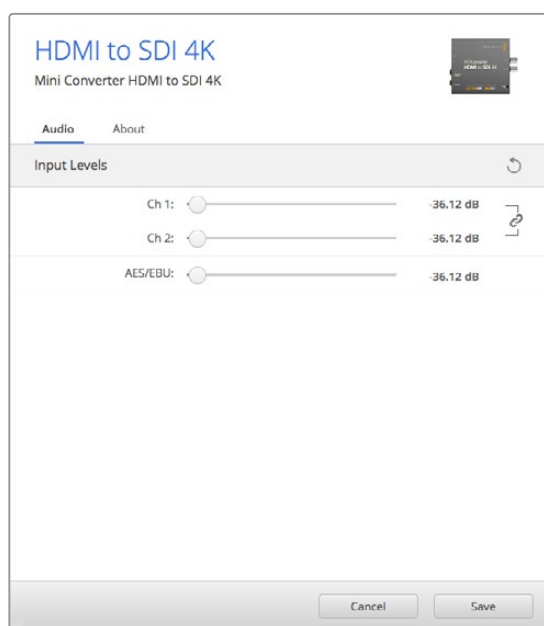 HDMI to SDI 4K
Mini Converter HDMI to SDI 4K
Audio About
Input Levels
Ch 1: -36.12 dB
Ch 2: -36.12 dB
AES/EBU: -36.12 dB
Cancel Save